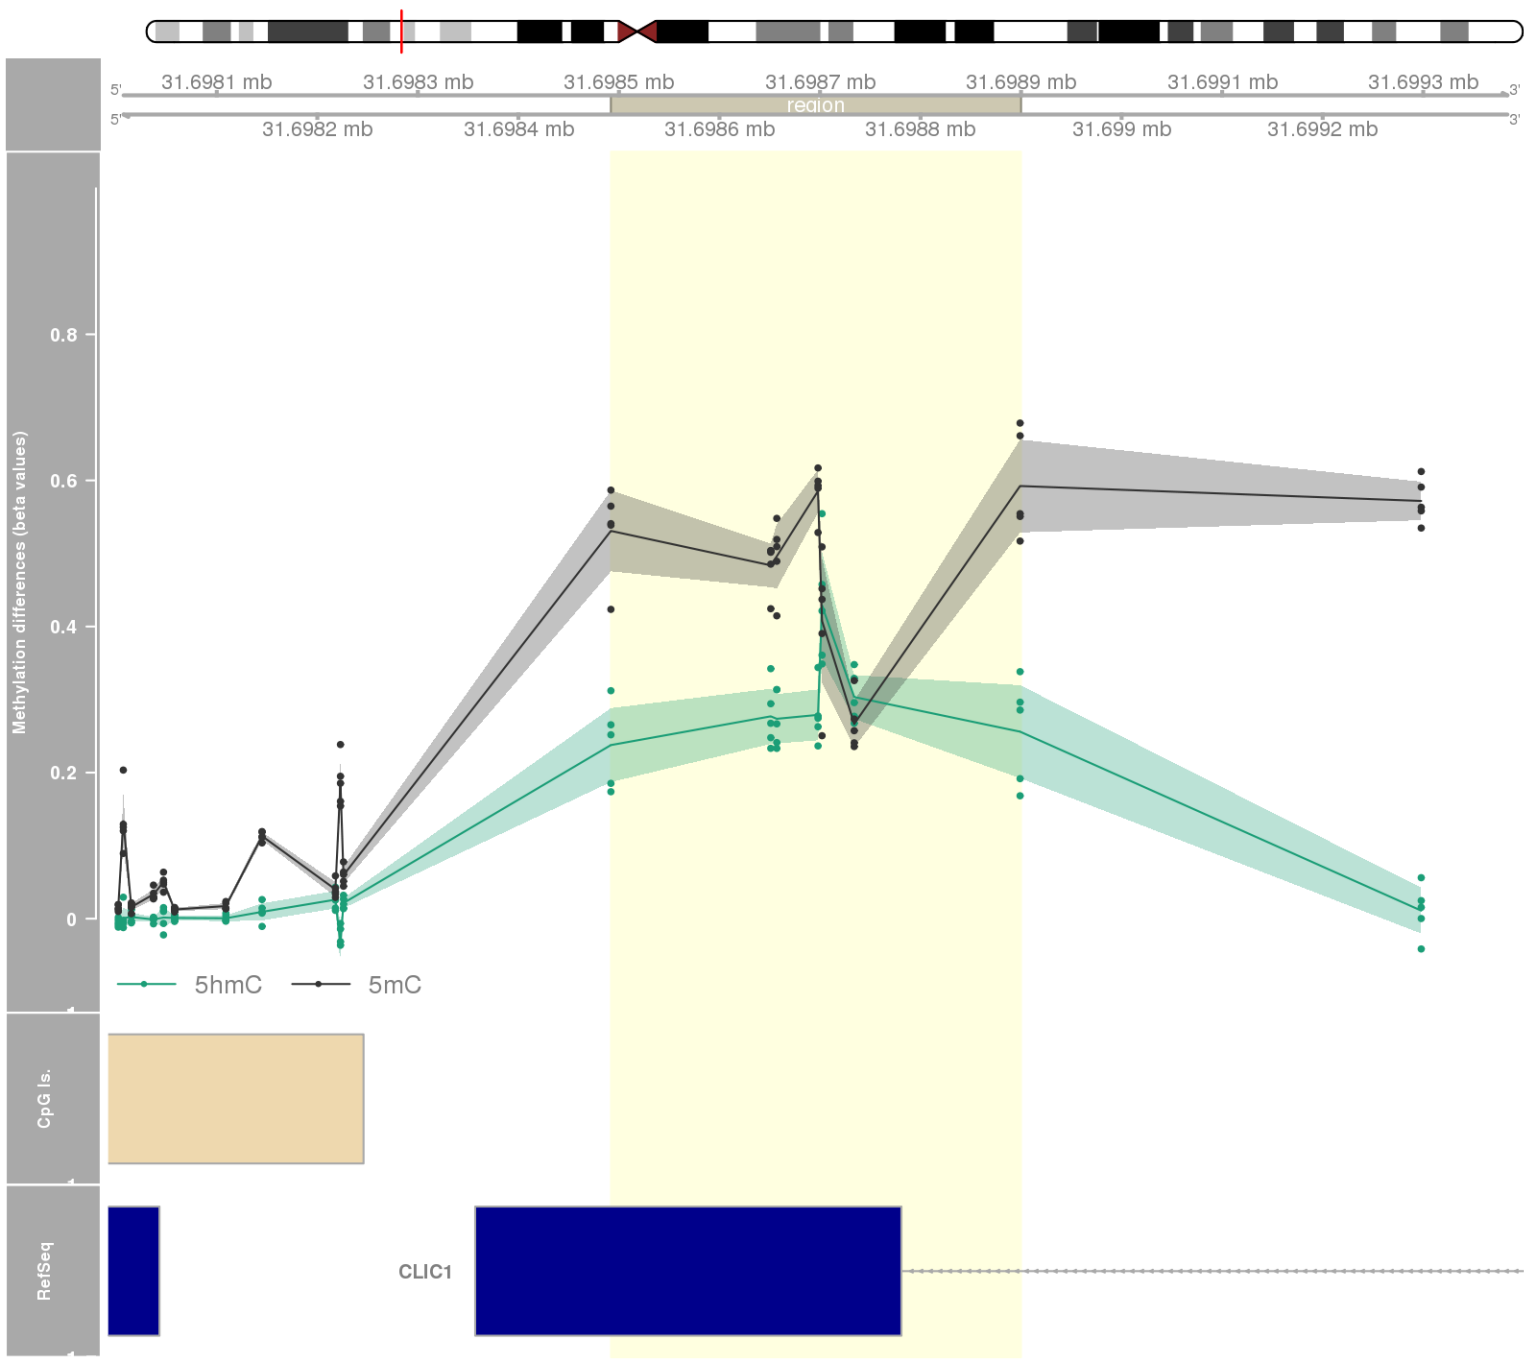 31.6981 mb 31.6983 mb 31.6985 mb 31.6987 mb 31.6989 mb 31.6991 mb 31.6993 mb
5' 3'
region
5' 3'
31.6982 mb 31.6984 mb 31.6986 mb 31.6988 mb 31.699 mb 31.6992 mb
Methylation differences (beta values)
0.8
0.6
0.4
0.2
0
5hmC 5mC
CpG Is.
RefSeq
CLIC1